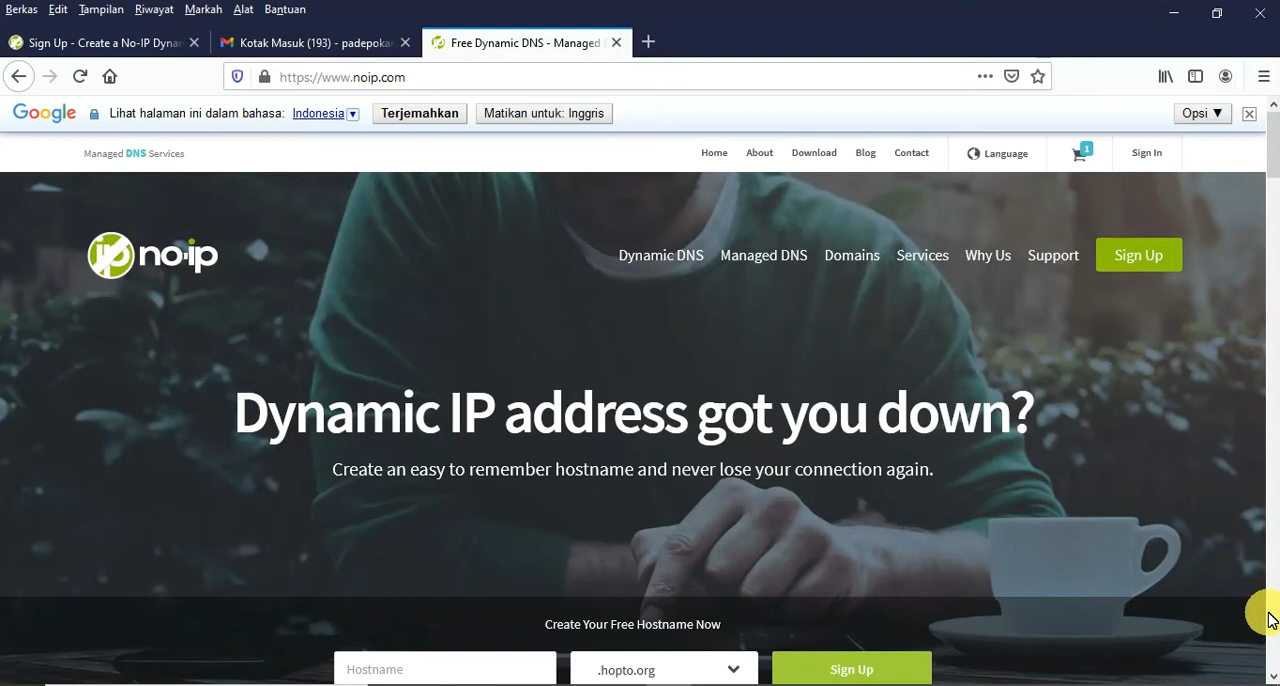 Berkas Edit Tampilan Riwayat Markah Alat Bantuan
Sign Up - Create a No-IP Dynan
Kotak Masuk (193) - padepokan
Free Dynamic DNS - Managed
https://www.noip.com
Google Lihat halaman ini dalam bahasa: Indonesia Terjemahkan Matikan untuk: Inggris Opsi ▼
Managed DNS Services Home About Download Blog Contact Language 1 Sign In
no-ip Dynamic DNS Managed DNS Domains Services Why Us Support Sign Up
Dynamic IP address got you down?
Create an easy to remember hostname and never lose your connection again.
Create Your Free Hostname Now
Hostname .hopto.org Sign Up